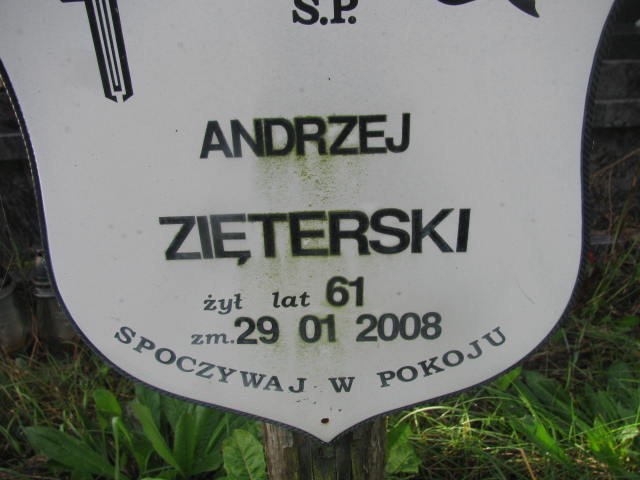 Ś.P.
ANDRZEJ
ZIĘTERSKI
żył lat 61
zm. 29 01 2008
SPOCZYWAJ W POKOJU